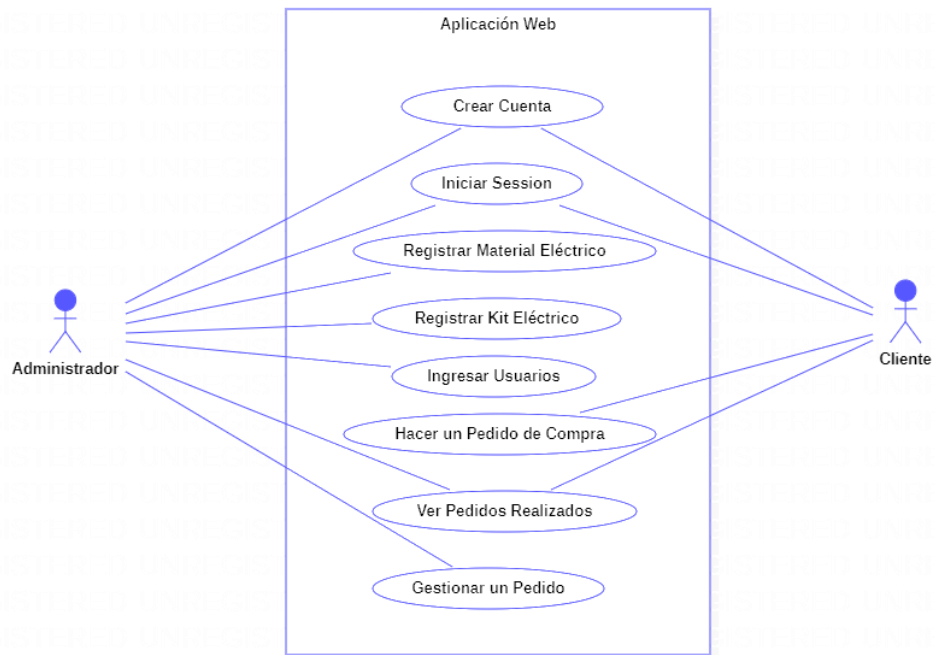 Aplicación Web
Crear Cuenta
Iniciar Session
Registrar Material Eléctrico
Registrar Kit Eléctrico
Administrador
Cliente
Ingresar Usuarios
Hacer un Pedido de Compra
Ver Pedidos Realizados
Gestionar un Pedido